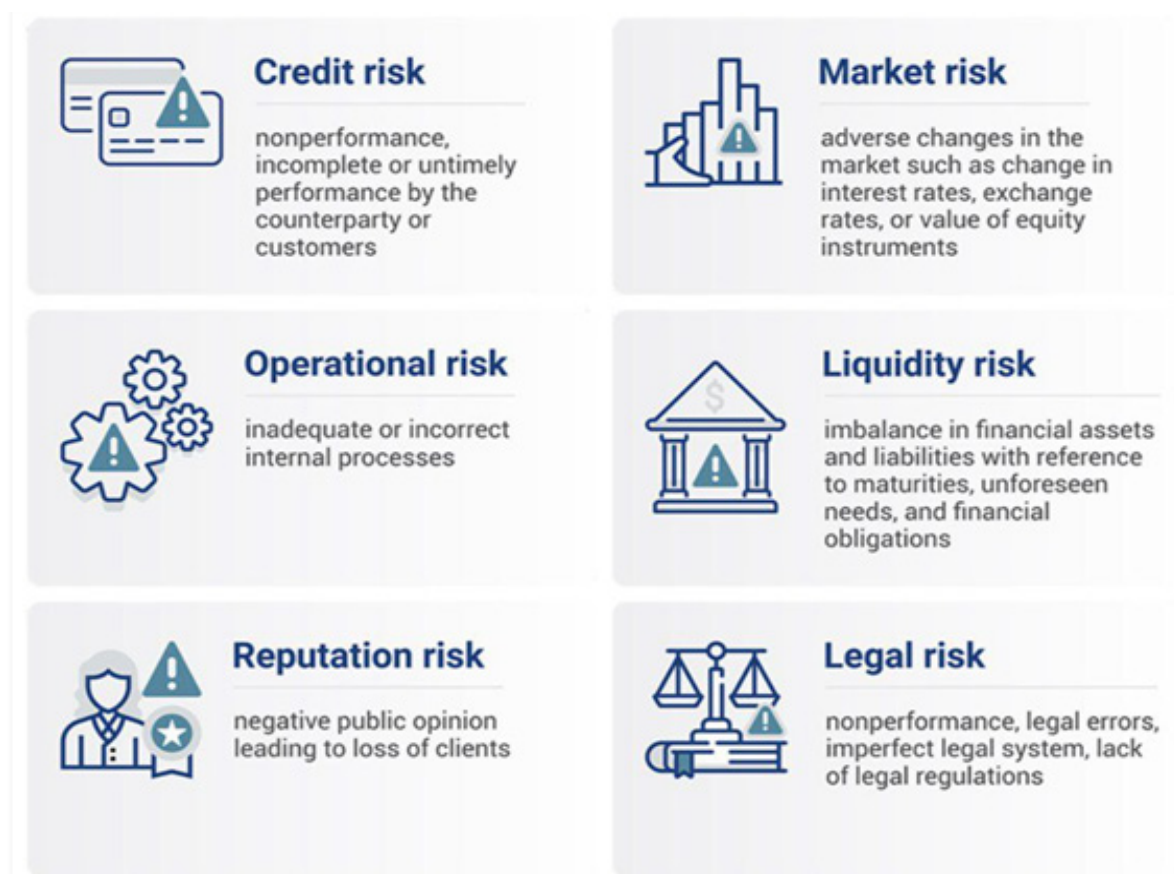 Credit risk
nonperformance,
incomplete or untimely
performance by the
counterparty or
customers
Market risk
adverse changes in the
market such as change in
interest rates, exchange
rates, or value of equity
instruments
Operational risk
inadequate or incorrect
internal processes
Liquidity risk
$
imbalance in financial assets
and liabilities with reference
to maturities, unforeseen
needs, and financial
obligations
Reputation risk
negative public opinion
leading to loss of clients
Legal risk
nonperformance, legal errors,
imperfect legal system, lack
of legal regulations